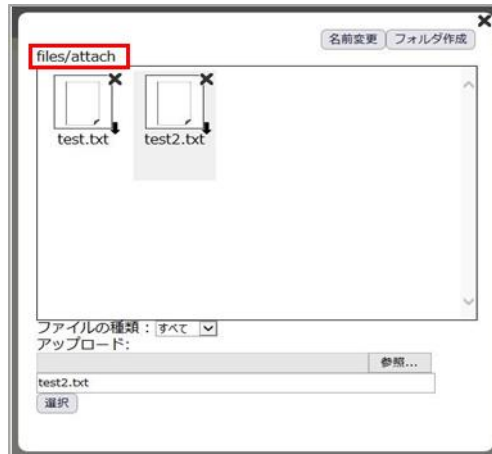 名前変更 フォルダ作成
files/attach
test.txt test2.txt
ファイルの種類：すべて
アップロード:
参照...
test2.txt
選択